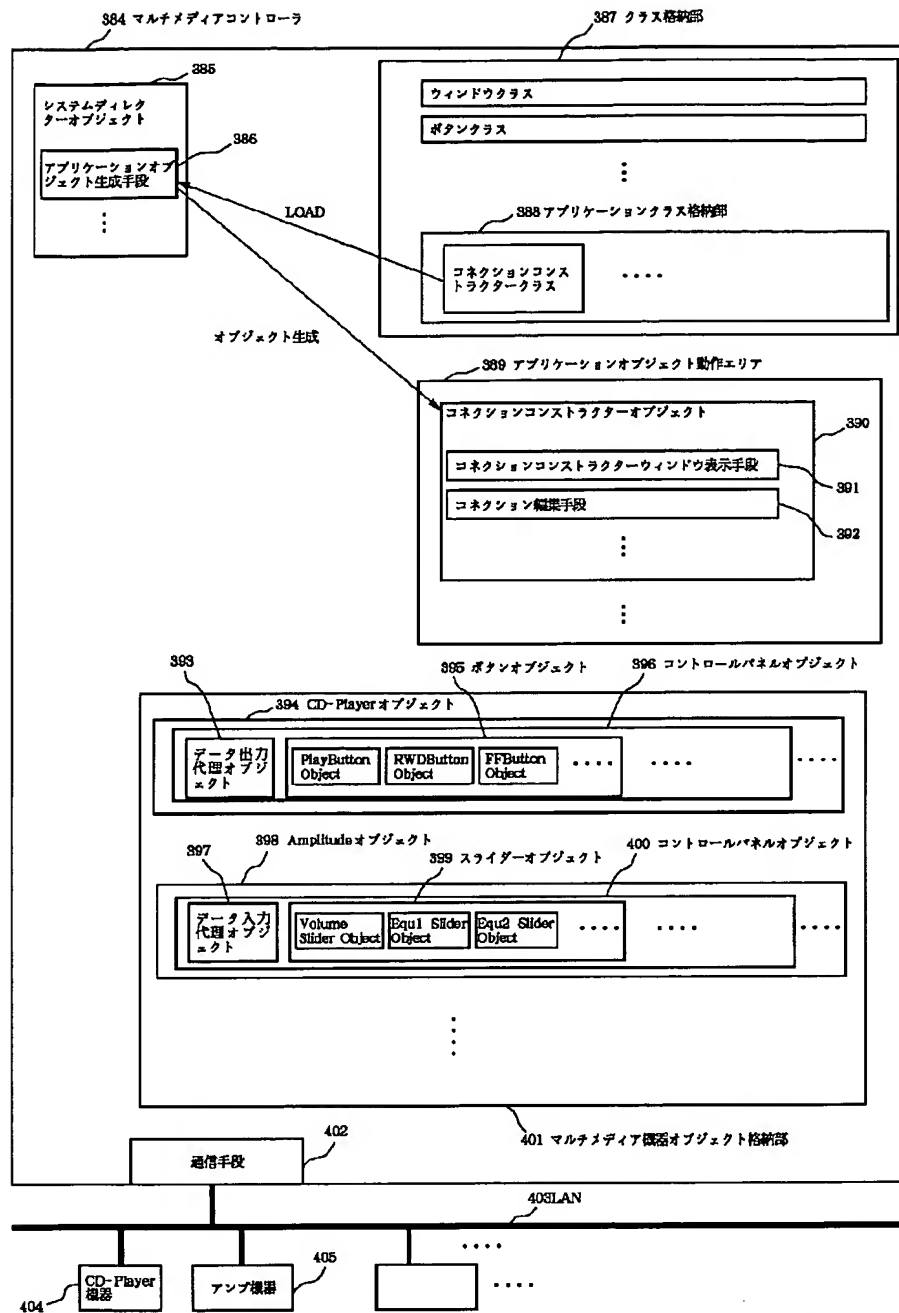 384 マルチメディアコントローラ
387 クラス格納部
385
システムディレク
ターオブジェクト
386
アプリケーションオブ
ジェクト生成手段
ウィンドウクラス
ボタンクラス
LOAD
388 アプリケーションクラス格納部
コネクションコンス
トラクタークラス
オブジェクト生成
389 アプリケーションオブジェクト動作エリア
コネクションコンストラクターオブジェクト
390
コネクションコンストラクターウィンドウ表示手段
391
コネクション編集手段
392
393
395 ボタンオブジェクト
396 コントロールパネルオブジェクト
394 CD-Playerオブジェクト
データ出力
代理オブジ
ェクト
PlayButton
Object
RWDButton
Object
FFButton
Object
397
398 Amplitudeオブジェクト
399 スライダーオブジェクト
400 コントロールパネルオブジェクト
データ入力
代理オブジ
ェクト
Volume
Slider Object
Equ1 Slider
Object
Equ2 Slider
Object
401 マルチメディア機器オブジェクト格納部
402
通信手段
403LAN
404
CD-Player
機器
405
アンプ機器